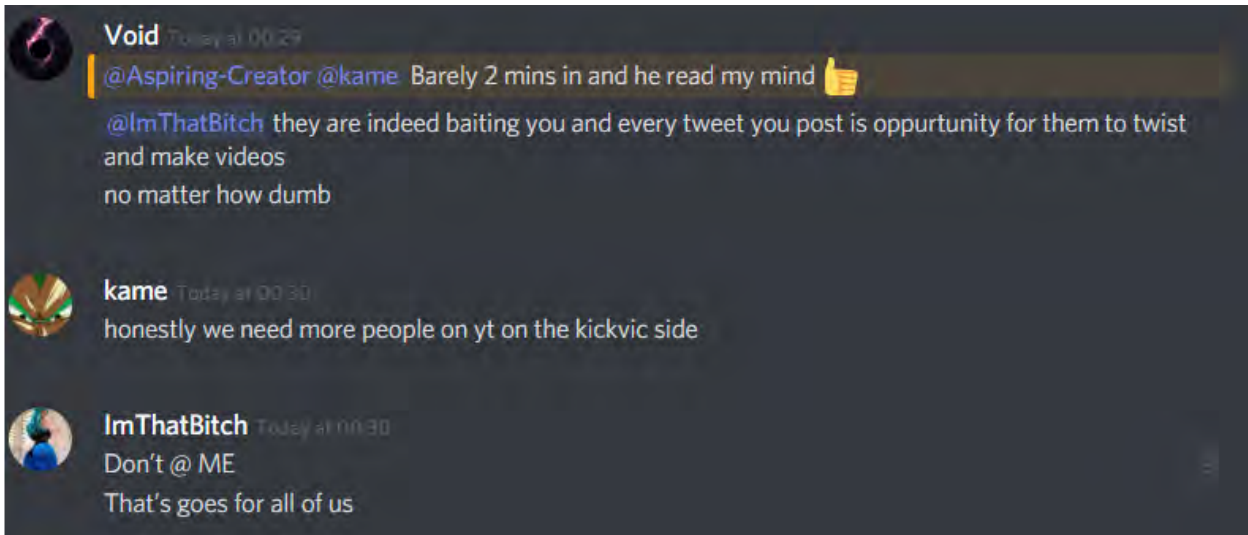 Void Today at 00:29
@Aspiring-Creator @kame Barely 2 mins in and he read my mind
@ImThatBitch they are indeed baiting you and every tweet you post is oppurtunity for them to twist
and make videos
no matter how dumb
kame Today at 00:30
honestly we need more people on yt on the kickvic side
ImThatBitch Today at 00:30
Don't @ ME
That's goes for all of us